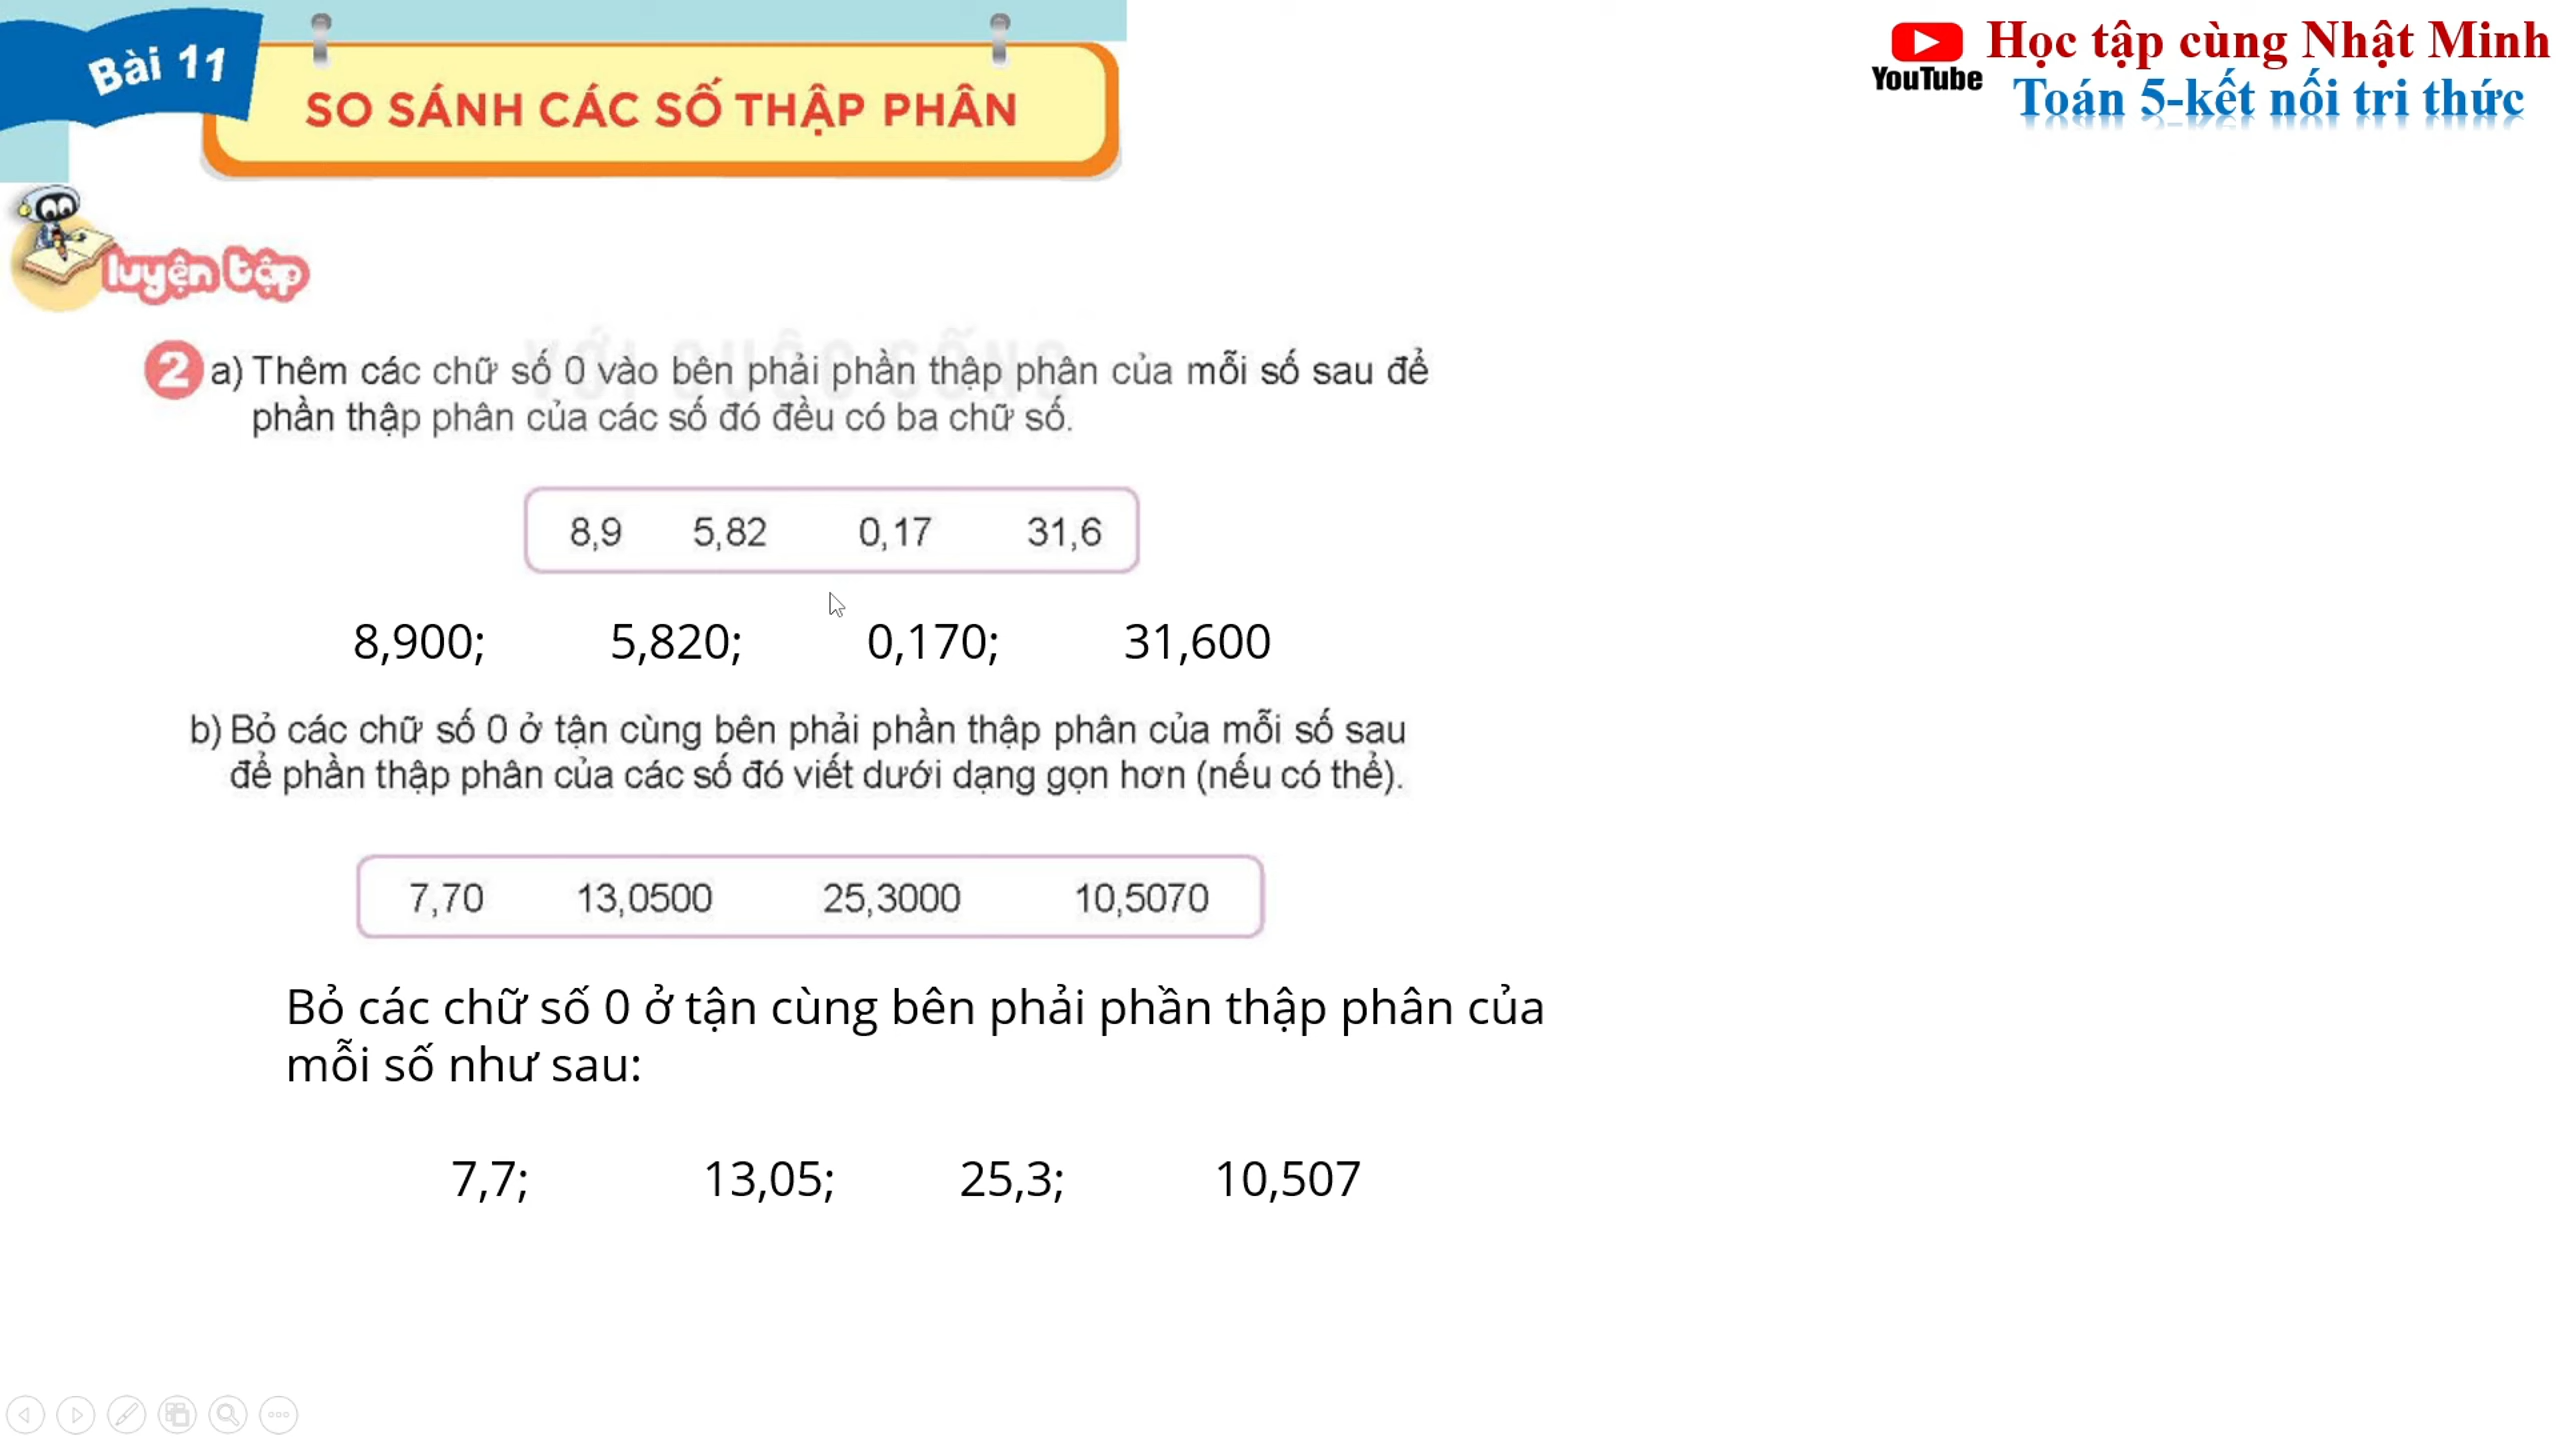 Bài 11
SO SÁNH CÁC SỐ THẬP PHÂN
YouTube
Học tập cùng Nhật Minh
Toán 5-kết nối tri thức
luyện tập
VỚI CUỘC SỐNG
2 a) Thêm các chữ số 0 vào bên phải phần thập phân của mỗi số sau để
phần thập phân của các số đó đều có ba chữ số.
8,9 5,82 0,17 31,6
8,900; 5,820; 0,170; 31,600
b) Bỏ các chữ số 0 ở tận cùng bên phải phần thập phân của mỗi số sau
để phần thập phân của các số đó viết dưới dạng gọn hơn (nếu có thể).
7,70 13,0500 25,3000 10,5070
Bỏ các chữ số 0 ở tận cùng bên phải phần thập phân của
mỗi số như sau:
7,7; 13,05; 25,3; 10,507